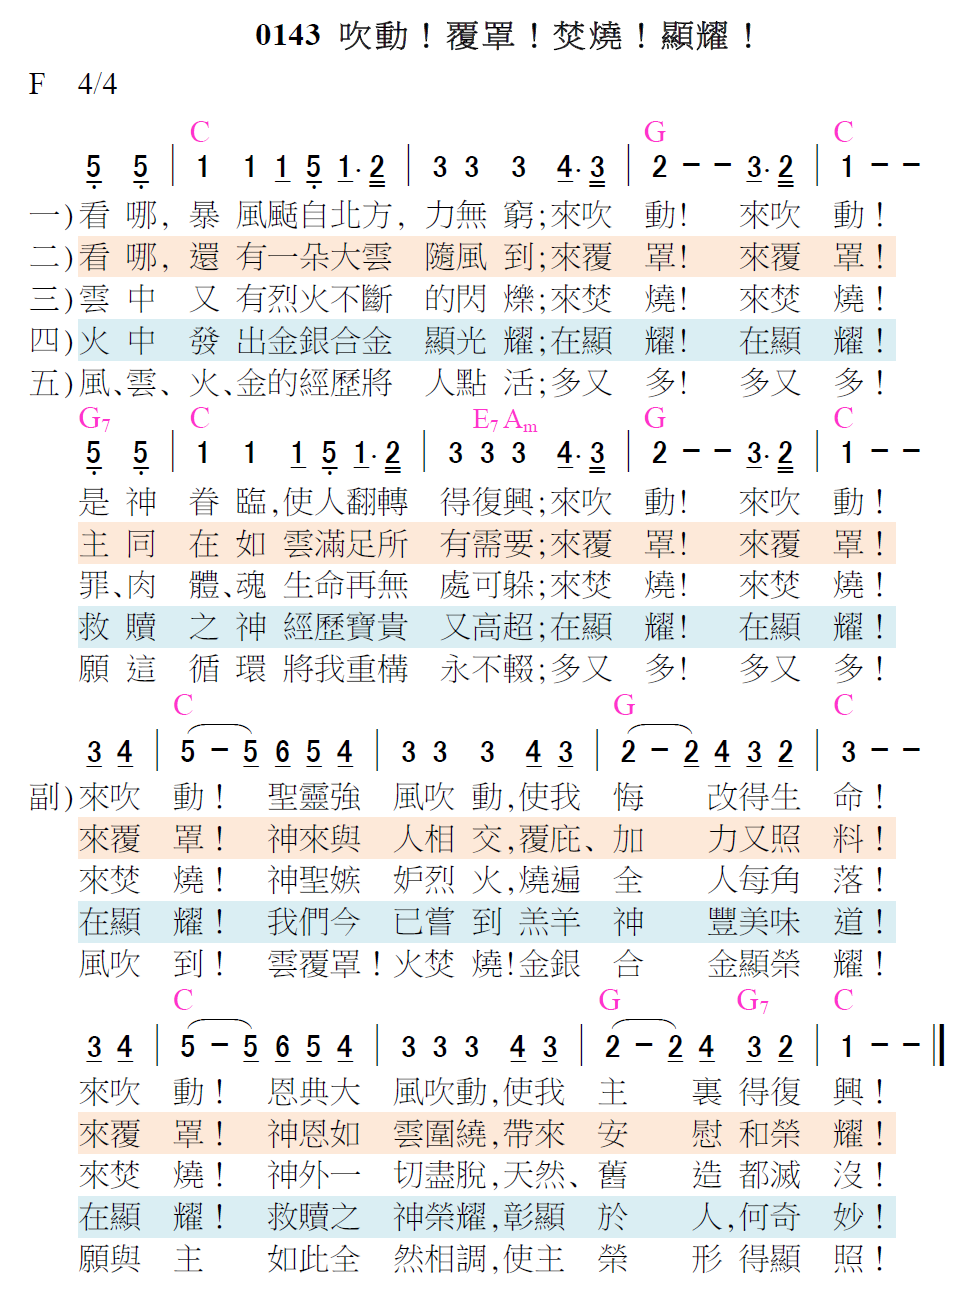 0143 吹動！覆罩！焚燒！顯耀！
F 4/4
C G C
5 5 | 1 1 1 5 1· 2 | 3 3 3 4· 3 | 2 − − 3· 2 | 1 − −
一)看 哪, 暴 風颳自北方, 力無 窮;來吹 動! 來吹 動！
二)看 哪, 還 有一朵大雲 隨風 到;來覆 罩! 來覆 罩！
三)雲 中 又 有烈火不斷 的閃 爍;來焚 燒! 來焚 燒！
四)火 中 發 出金銀合金 顯光 耀;在顯 耀! 在顯 耀！
五)風、雲、火、金的經歷將 人點 活;多又 多! 多又 多！
G7 C E7 Am G C
5 5 | 1 1 1 5 1· 2 | 3 3 3 4· 3 | 2 − − 3· 2 | 1 − −
是 神 眷 臨,使人翻轉 得復興;來吹 動! 來吹 動！
主 同 在 如 雲滿足所 有需要;來覆 罩! 來覆 罩！
罪、肉 體、魂 生命再無 處可躲;來焚 燒! 來焚 燒！
救 贖 之 神 經歷寶貴 又高超;在顯 耀! 在顯 耀！
願 這 循 環 將我重構 永不輟;多又 多! 多又 多！
C G C
3 4 | 5 − 5 6 5 4 | 3 3 3 4 3 | 2 − 2 4 3 2 | 3 − −
副)來吹 動！ 聖靈強 風吹 動,使我 悔 改得生 命！
來覆 罩！ 神來與 人相 交,覆庇、加 力又照 料！
來焚 燒！ 神聖嫉 妒烈 火,燒遍 全 人每角 落！
在顯 耀！ 我們今 已嘗 到 羔羊 神 豐美味 道！
風吹 到！ 雲覆罩！火焚 燒!金銀 合 金顯榮 耀！
C G G7 C
3 4 | 5 − 5 6 5 4 | 3 3 3 4 3 | 2 − 2 4 3 2 | 1 − −
來吹 動！ 恩典大 風吹動,使我 主 裏 得復 興！
來覆 罩！ 神恩如 雲圍繞,帶來 安 慰 和榮 耀！
來焚 燒！ 神外一 切盡脫,天然、舊 造 都滅 沒！
在顯 耀！ 救贖之 神榮耀,彰顯 於 人,何奇 妙！
願與 主 如此全 然相調,使主 榮 形 得顯 照！